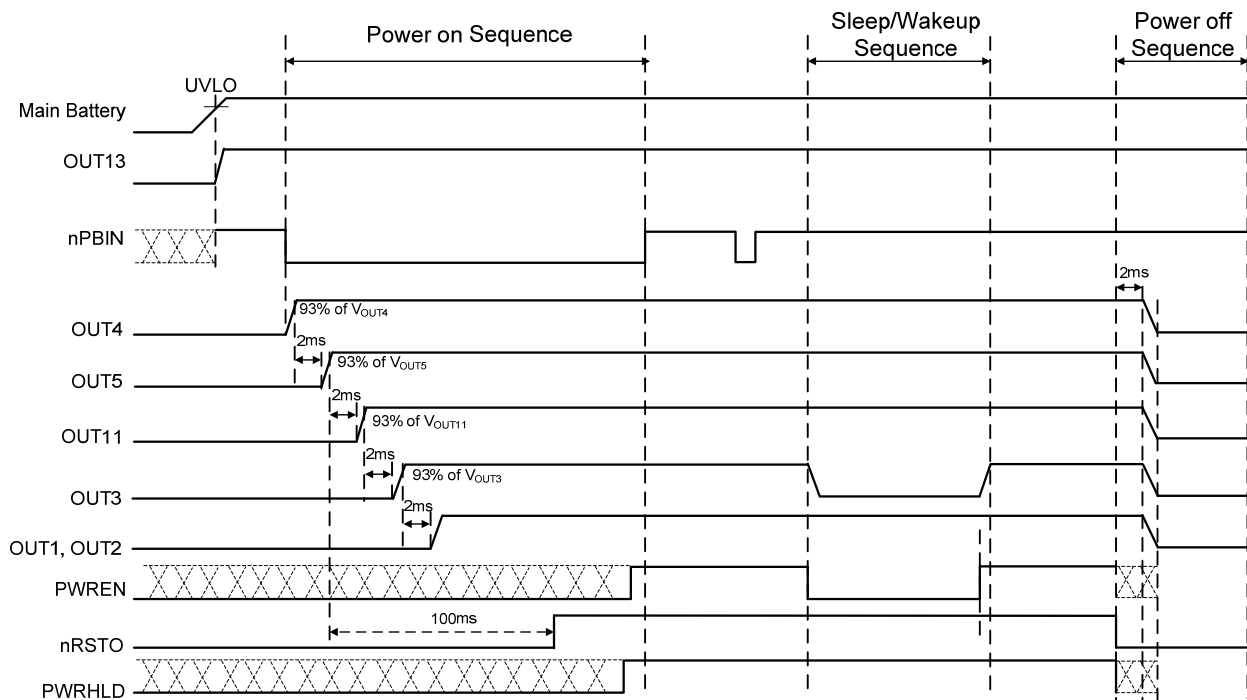 Power on Sequence
Sleep/Wakeup
Sequence
Power off
Sequence
UVLO
Main Battery
OUT13
nPBIN
2ms
93% of VOUT4
OUT4
2ms
93% of VOUT5
OUT5
2ms
93% of VOUT11
OUT11
2ms
93% of VOUT3
OUT3
2ms
OUT1, OUT2
PWREN
100ms
nRSTO
PWRHLD